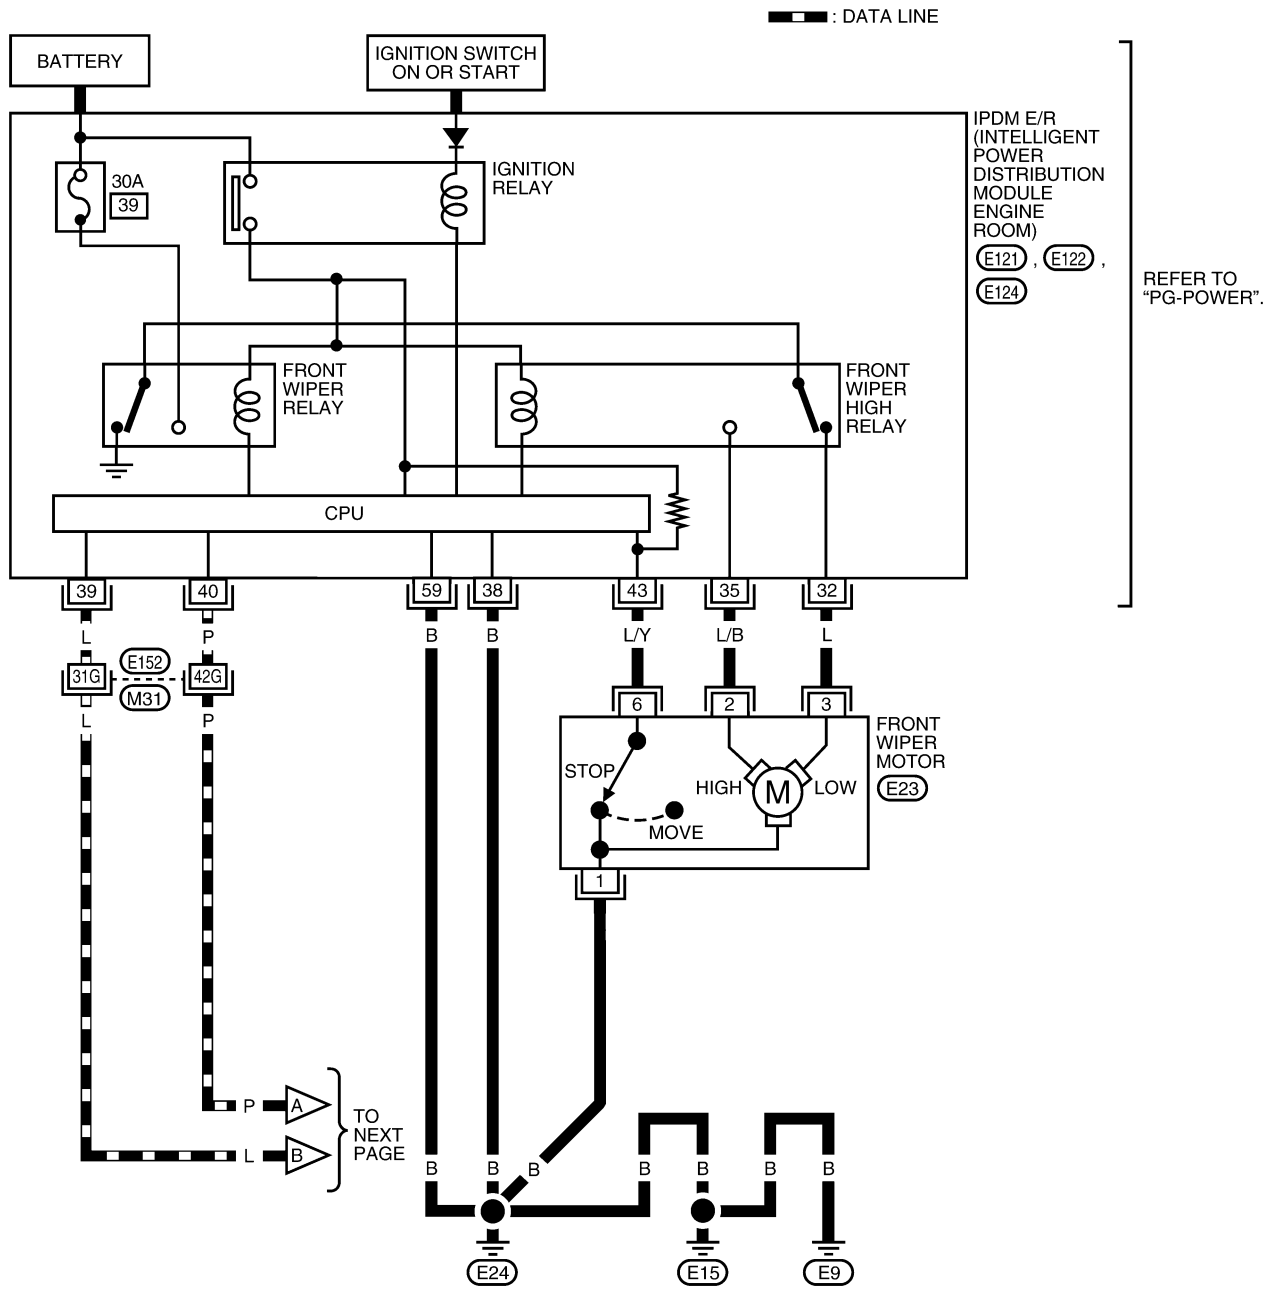 : DATA LINE
BATTERY
IGNITION SWITCH
ON OR START
IPDM E/R
(INTELLIGENT
POWER
DISTRIBUTION
MODULE
ENGINE
ROOM)
E121 , E122 ,
E124
REFER TO
“PG-POWER”.
30A
39
IGNITION
RELAY
FRONT
WIPER
RELAY
FRONT
WIPER
HIGH
RELAY
CPU
39 40 59 38 43 35 32
L P B B L/Y L/B L
31G E152 42G
M31
L P
6 2 3
FRONT
WIPER
MOTOR
E23
STOP
MOVE
HIGH M LOW
1
P A
L B
TO
NEXT
PAGE
B B B B B B B
E24 E15 E9